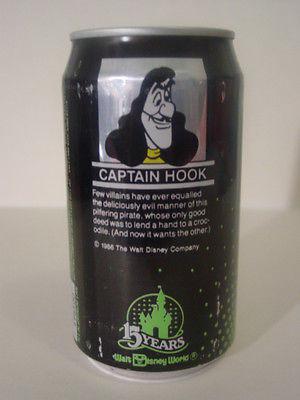 CAPTAIN HOOK
Few villains have ever equalled
the deliciously evil manner of this
pilfering pirate, whose only good
deed was to lend a hand to a croc-
odile. (And now it wants the other.)
© 1986 The Walt Disney Company
15 YEARS
Walt Disney World ®